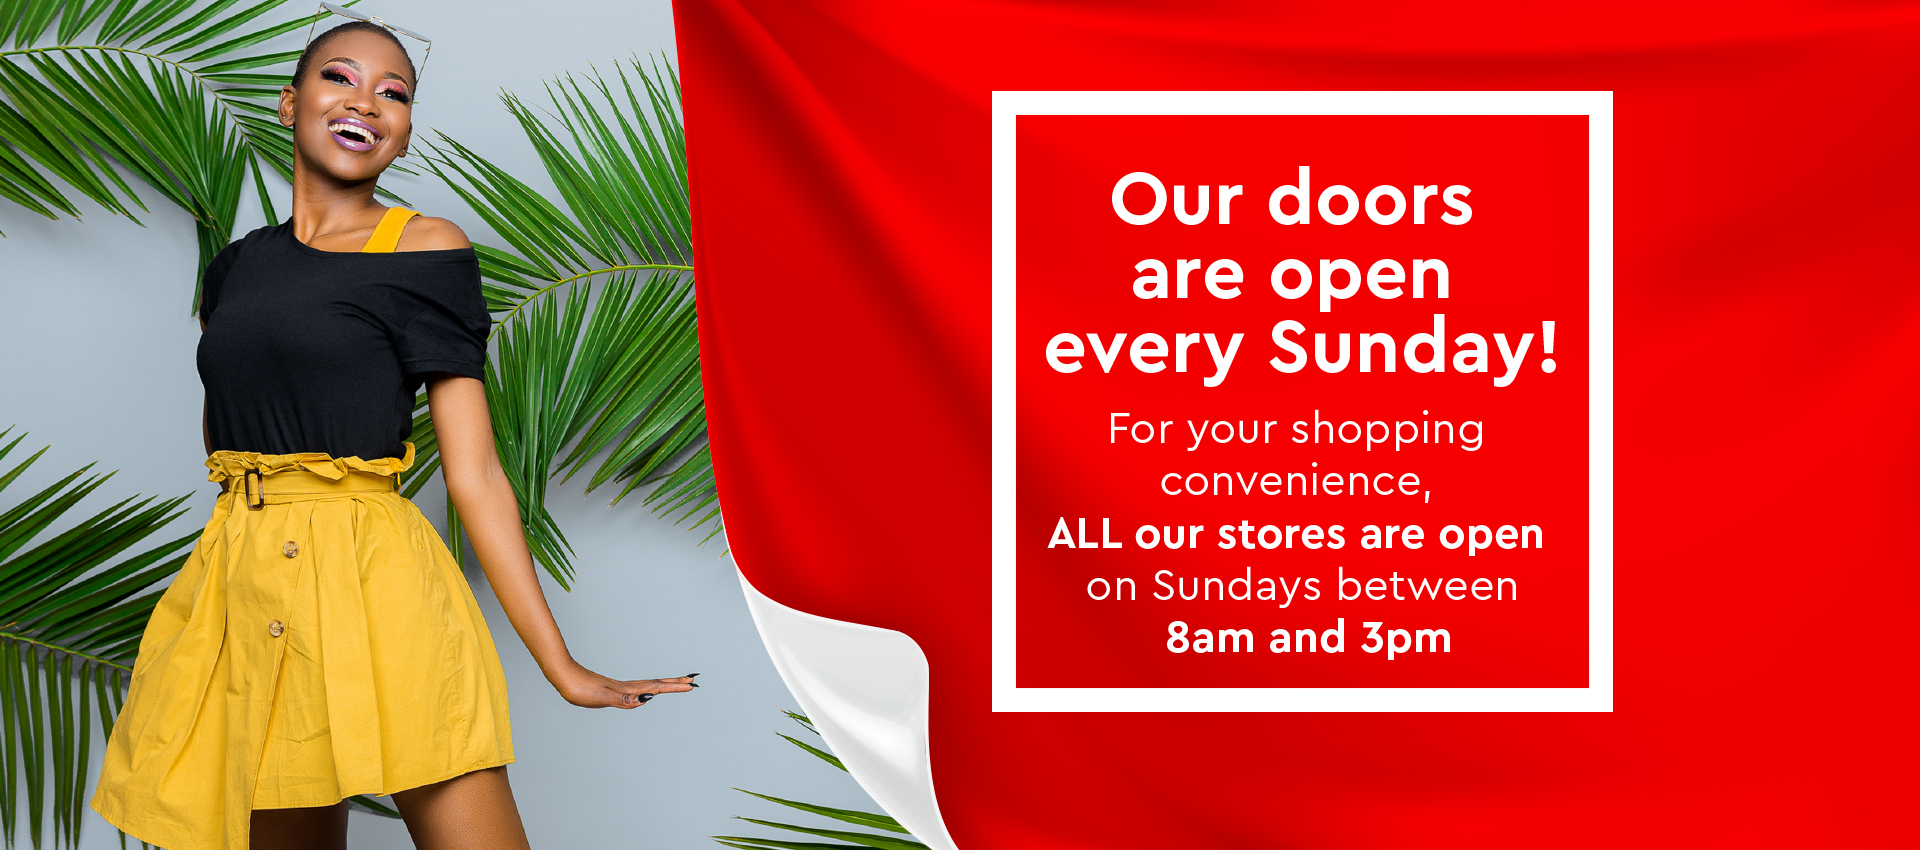 Our doors
are open
every Sunday!
For your shopping
convenience,
ALL our stores are open
on Sundays between
8am and 3pm